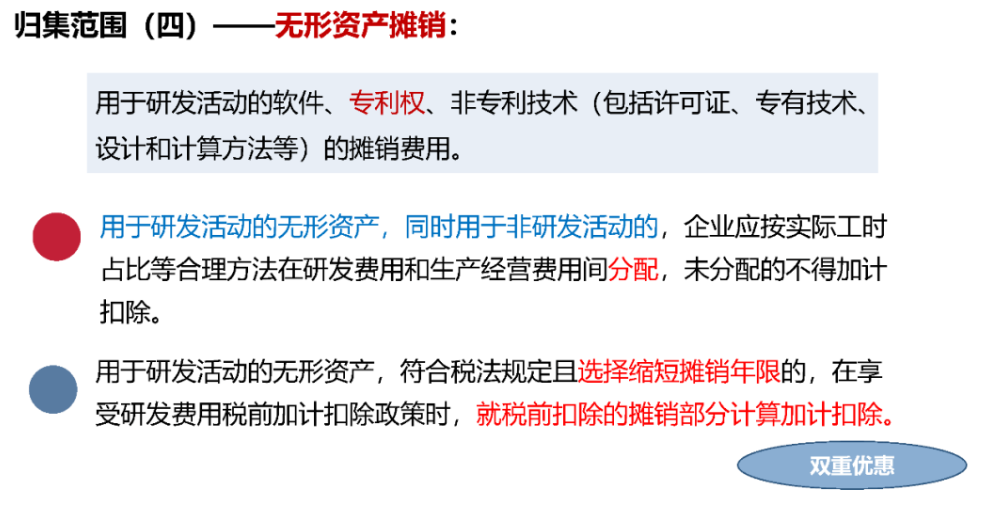 归集范围（四）——无形资产摊销：
用于研发活动的软件、专利权、非专利技术（包括许可证、专有技术、
设计和计算方法等）的摊销费用。
用于研发活动的无形资产，同时用于非研发活动的，企业应按实际工时
占比等合理方法在研发费用和生产经营费用间分配，未分配的不得加计
扣除。
用于研发活动的无形资产，符合税法规定且选择缩短摊销年限的，在享
受研发费用税前加计扣除政策时，就税前扣除的摊销部分计算加计扣除。
双重优惠